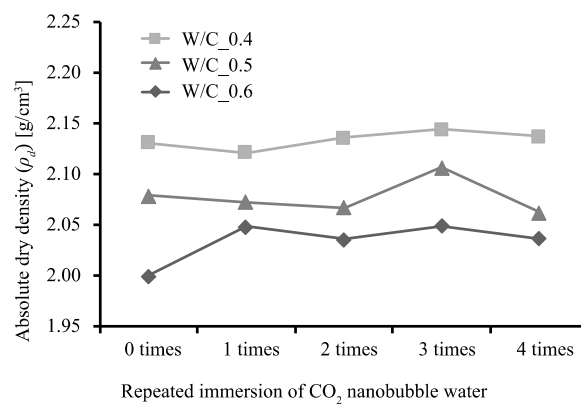 2.25
2.20
2.15
2.10
2.05
2.00
1.95
Absolute dry density (ρd) [g/cm³]
W/C_0.4
W/C_0.5
W/C_0.6
0 times 1 times 2 times 3 times 4 times
Repeated immersion of CO₂ nanobubble water